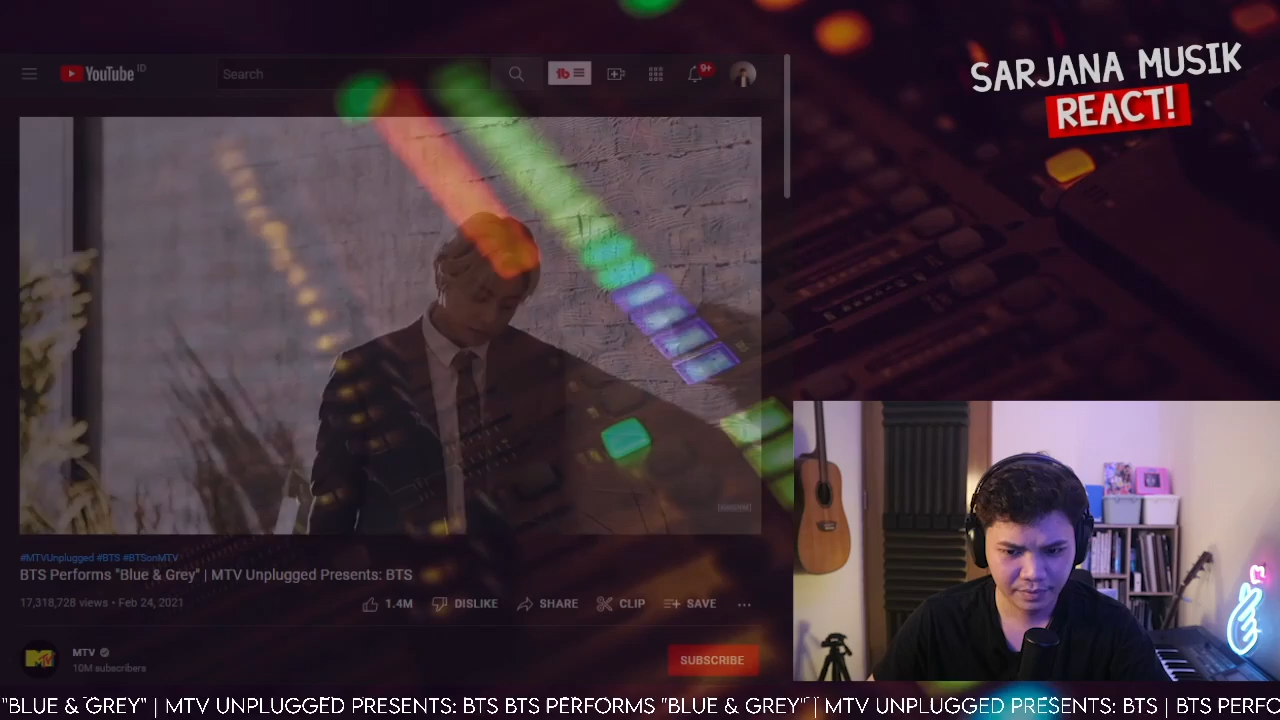 YouTube ID
Search
9+
SARJANA MUSIK
REACT!
#MTVUnplugged #BTS #BTSonMTV
BTS Performs "Blue & Grey" | MTV Unplugged Presents: BTS
17,318,728 views • Feb 24, 2021
1.4M
DISLIKE
SHARE
CLIP
SAVE
MTV
10M subscribers
SUBSCRIBE
"BLUE & GREY" | MTV UNPLUGGED PRESENTS: BTS BTS PERFORMS "BLUE & GREY" | MTV UNPLUGGED PRESENTS: BTS | BTS PERFO